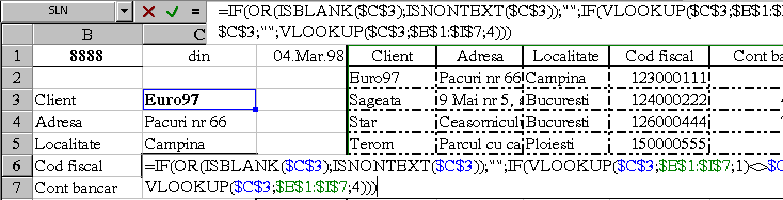 SLN = =IF(OR(ISBLANK($C$3);ISNONTEXT($C$3));"";IF(VLOOKUP($C$3;$E$1:$I
$C$3;"";VLOOKUP($C$3;$E$1:$I$7;4)))
B C
1 8888 din 04.Mar.98 Client Adresa Localitate Cod fiscal Cont ba
2 Euro97 Pacuri nr 66 Campina 123000111
3 Client Euro97 Sageata 9 Mai nr 5, Bucuresti 124000222
4 Adresa Pacuri nr 66 Star Ceasornicul Bucuresti 126000444
5 Localitate Campina Terom Parcul cu ca Ploiesti 150000555
6 Cod fiscal =IF(OR(ISBLANK($C$3);ISNONTEXT($C$3));"";IF(VLOOKUP($C$3;$E$1:$I$7;1)<>$C
7 Cont bancar VLOOKUP($C$3;$E$1:$I$7;4)))